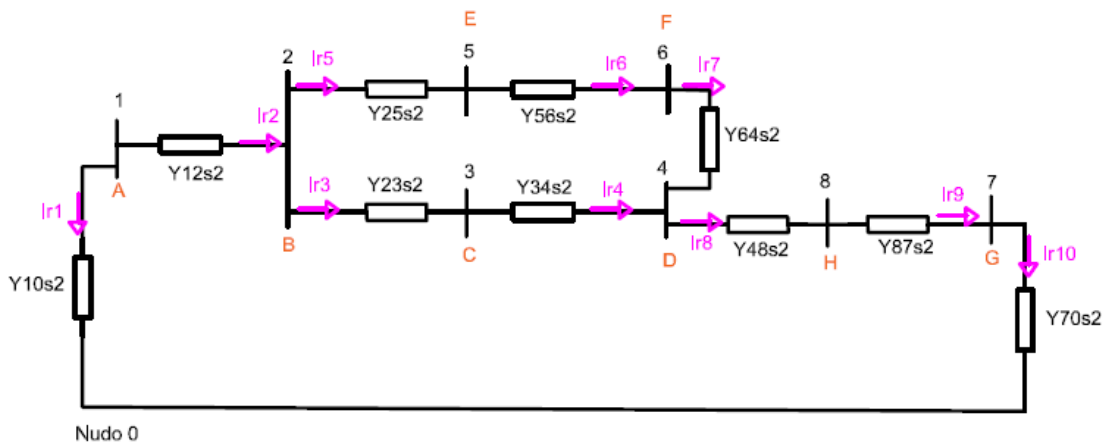 E
F
2
Ir5
5
Ir6
6
Ir7
1
Y25s2
Y56s2
Ir2
Y64s2
Y12s2
4
A
Ir3
Y23s2
3
Y34s2
Ir4
8
Ir9
7
Ir1
B
C
D
Ir8
Y48s2
H
Y87s2
G
Ir10
Y10s2
Y70s2
Nudo 0